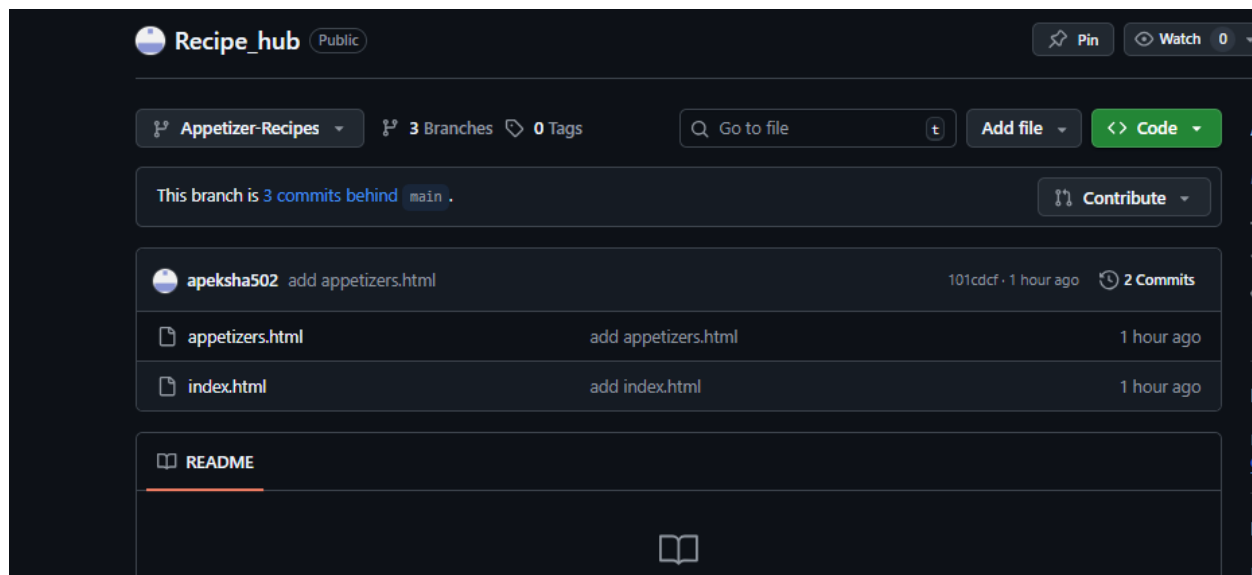 Recipe_hub Public Pin Watch 0
Appetizer-Recipes 3 Branches 0 Tags Go to file t Add file <> Code
This branch is 3 commits behind main . Contribute
apeksha502 add appetizers.html 101cdcf · 1 hour ago 2 Commits
appetizers.html add appetizers.html 1 hour ago
index.html add index.html 1 hour ago
README